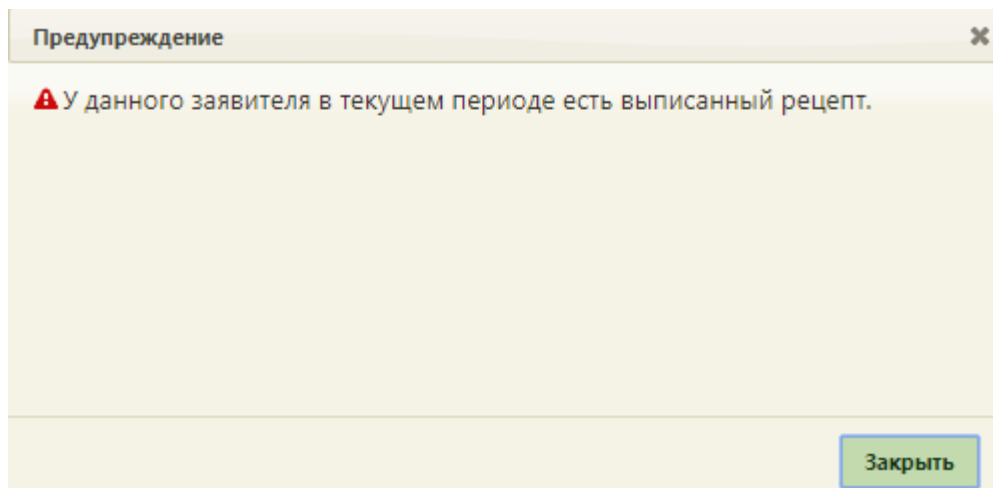 Предупреждение
У данного заявителя в текущем периоде есть выписанный рецепт.
Закрыть